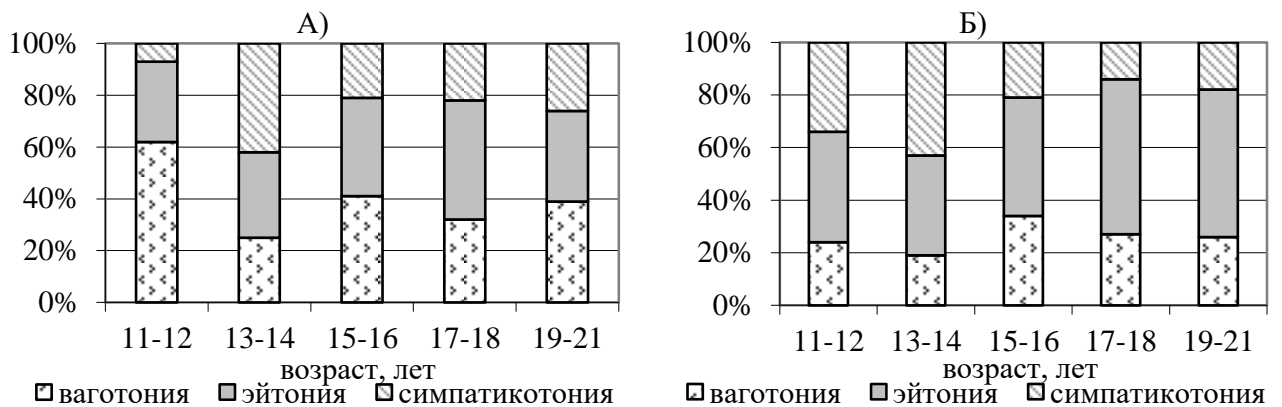 А)
100%
80%
60%
40%
20%
0%
11-12 13-14 15-16 17-18 19-21
возраст, лет
ваготония эйтония симпатикотония
Б)
100%
80%
60%
40%
20%
0%
11-12 13-14 15-16 17-18 19-21
возраст, лет
ваготония эйтония симпатикотония